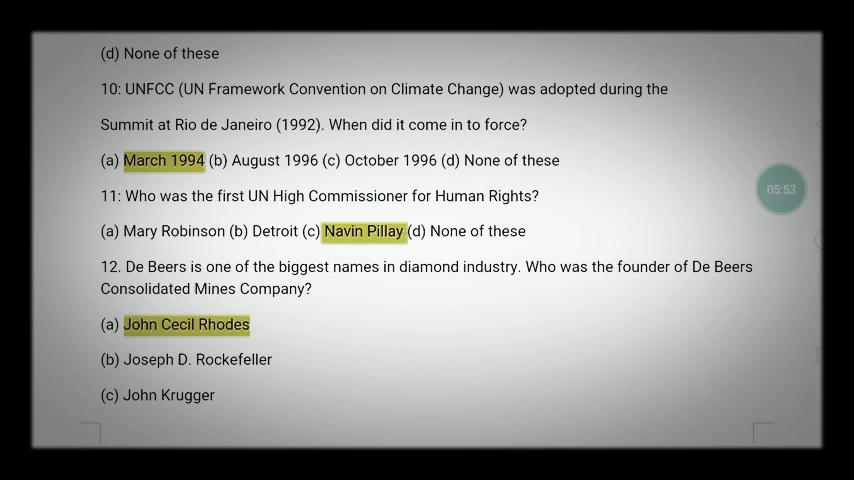 (d) None of these
10: UNFCC (UN Framework Convention on Climate Change) was adopted during the
Summit at Rio de Janeiro (1992). When did it come in to force?
(a) March 1994 (b) August 1996 (c) October 1996 (d) None of these
11: Who was the first UN High Commissioner for Human Rights?
(a) Mary Robinson (b) Detroit (c) Navin Pillay (d) None of these
12. De Beers is one of the biggest names in diamond industry. Who was the founder of De Beers
Consolidated Mines Company?
(a) John Cecil Rhodes
(b) Joseph D. Rockefeller
(c) John Krugger
05:53